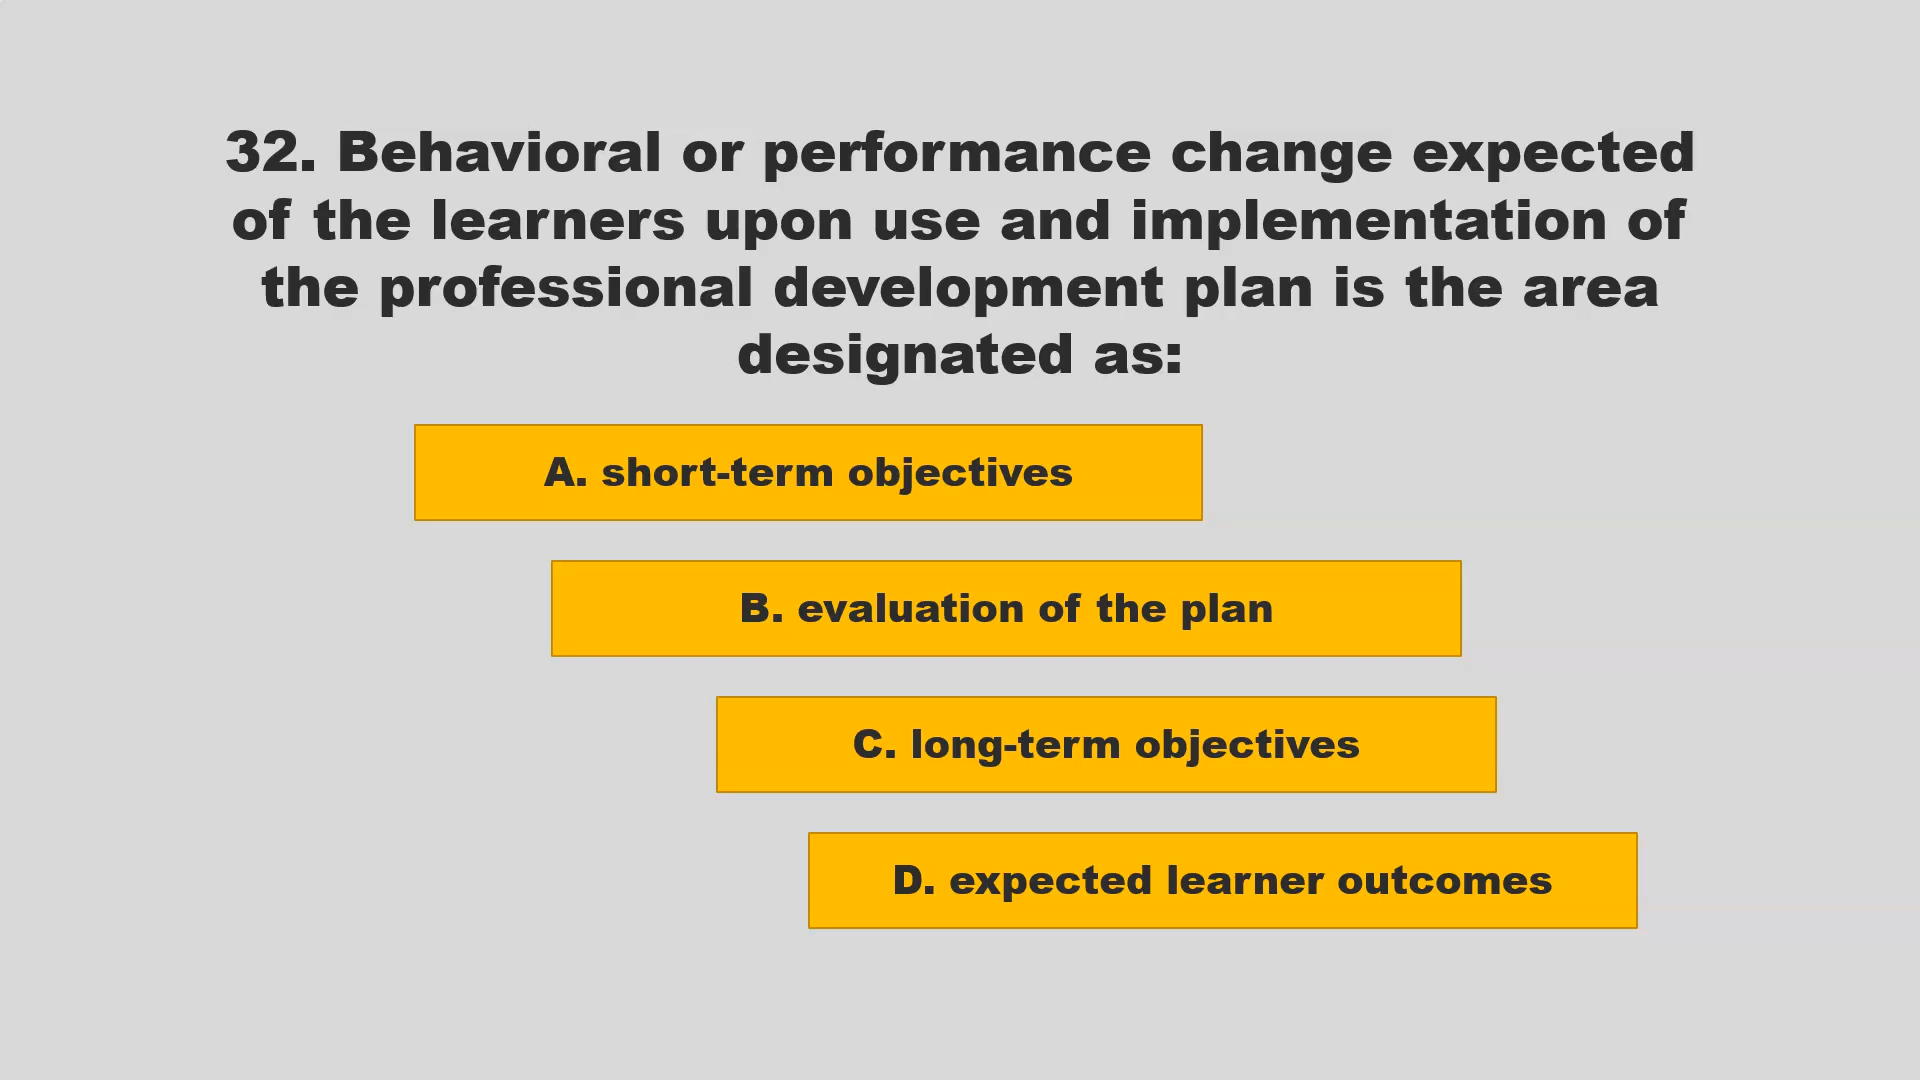 32. Behavioral or performance change expected
of the learners upon use and implementation of
the professional development plan is the area
designated as:
A. short-term objectives
B. evaluation of the plan
C. long-term objectives
D. expected learner outcomes